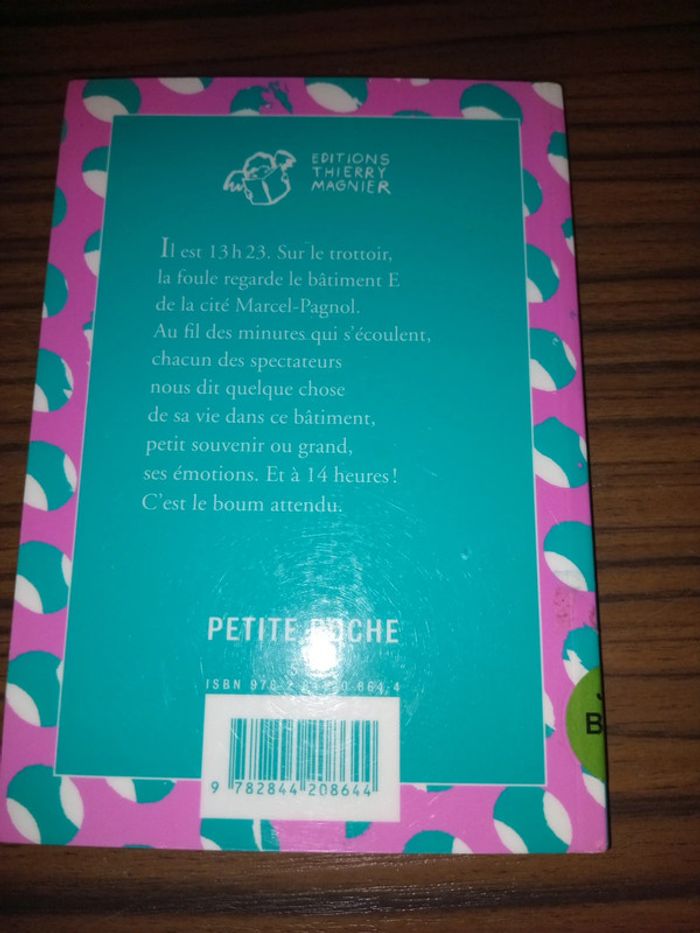 EDITIONS
THIERRY
MAGNIER
Il est 13 h 23. Sur le trottoir,
la foule regarde le bâtiment E
de la cité Marcel-Pagnol.
Au fil des minutes qui s'écoulent,
chacun des spectateurs
nous dit quelque chose
de sa vie dans ce bâtiment,
petit souvenir ou grand,
ses émotions. Et à 14 heures !
C'est le boum attendu.
PETITE POCHE
ISBN
9 782844 208644